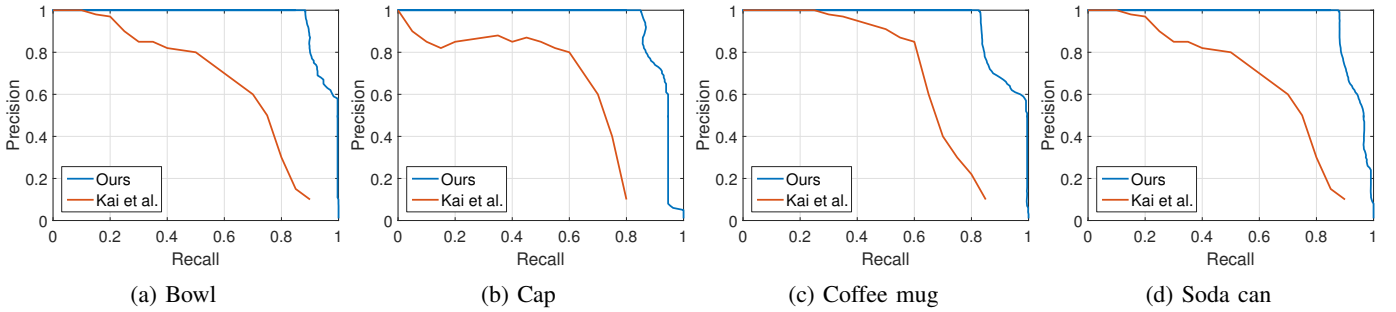 Precision
1
0.8
0.6
0.4
0.2
0
Ours
Kai et al.
0 0.2 0.4 0.6 0.8 1
Recall
(a) Bowl
Precision
1
0.8
0.6
0.4
0.2
0
Ours
Kai et al.
0 0.2 0.4 0.6 0.8 1
Recall
(b) Cap
Precision
1
0.8
0.6
0.4
0.2
0
Ours
Kai et al.
0 0.2 0.4 0.6 0.8 1
Recall
(c) Coffee mug
Precision
1
0.8
0.6
0.4
0.2
0
Ours
Kai et al.
0 0.2 0.4 0.6 0.8 1
Recall
(d) Soda can